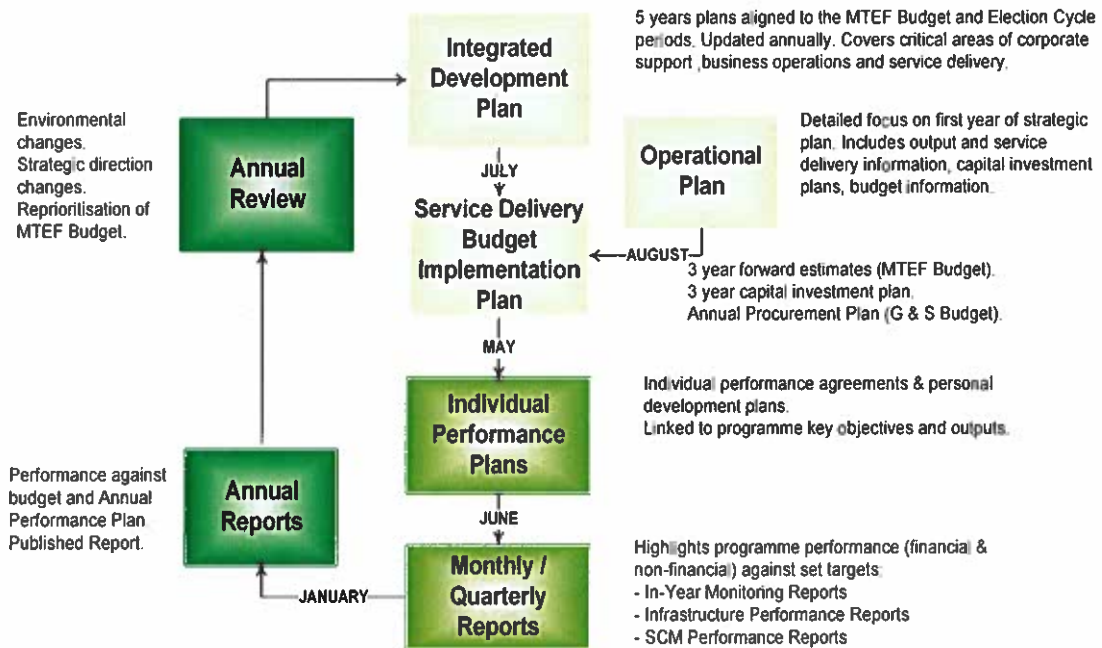 5 years plans aligned to the MTEF Budget and Election Cycle
periods. Updated annually. Covers critical areas of corporate
support ,business operations and service delivery.
Integrated
Development
Plan
Environmental
changes.
Strategic direction
changes.
Reprioritisation of
MTEF Budget.
Annual
Review
Operational
Plan
Detailed focus on first year of strategic
plan. Includes output and service
delivery information, capital investment
plans, budget information.
JULY
Service Delivery
Budget
Implementation
Plan
AUGUST
3 year forward estimates (MTEF Budget).
3 year capital investment plan.
Annual Procurement Plan (G & S Budget).
MAY
Individual
Performance
Plans
Individual performance agreements & personal
development plans.
Linked to programme key objectives and outputs.
Performance against
budget and Annual
Performance Plan
Published Report.
Annual
Reports
JUNE
Monthly /
Quarterly
Reports
JANUARY
Highlights programme performance (financial &
non-financial) against set targets
- In-Year Monitoring Reports
- Infrastructure Performance Reports
- SCM Performance Reports